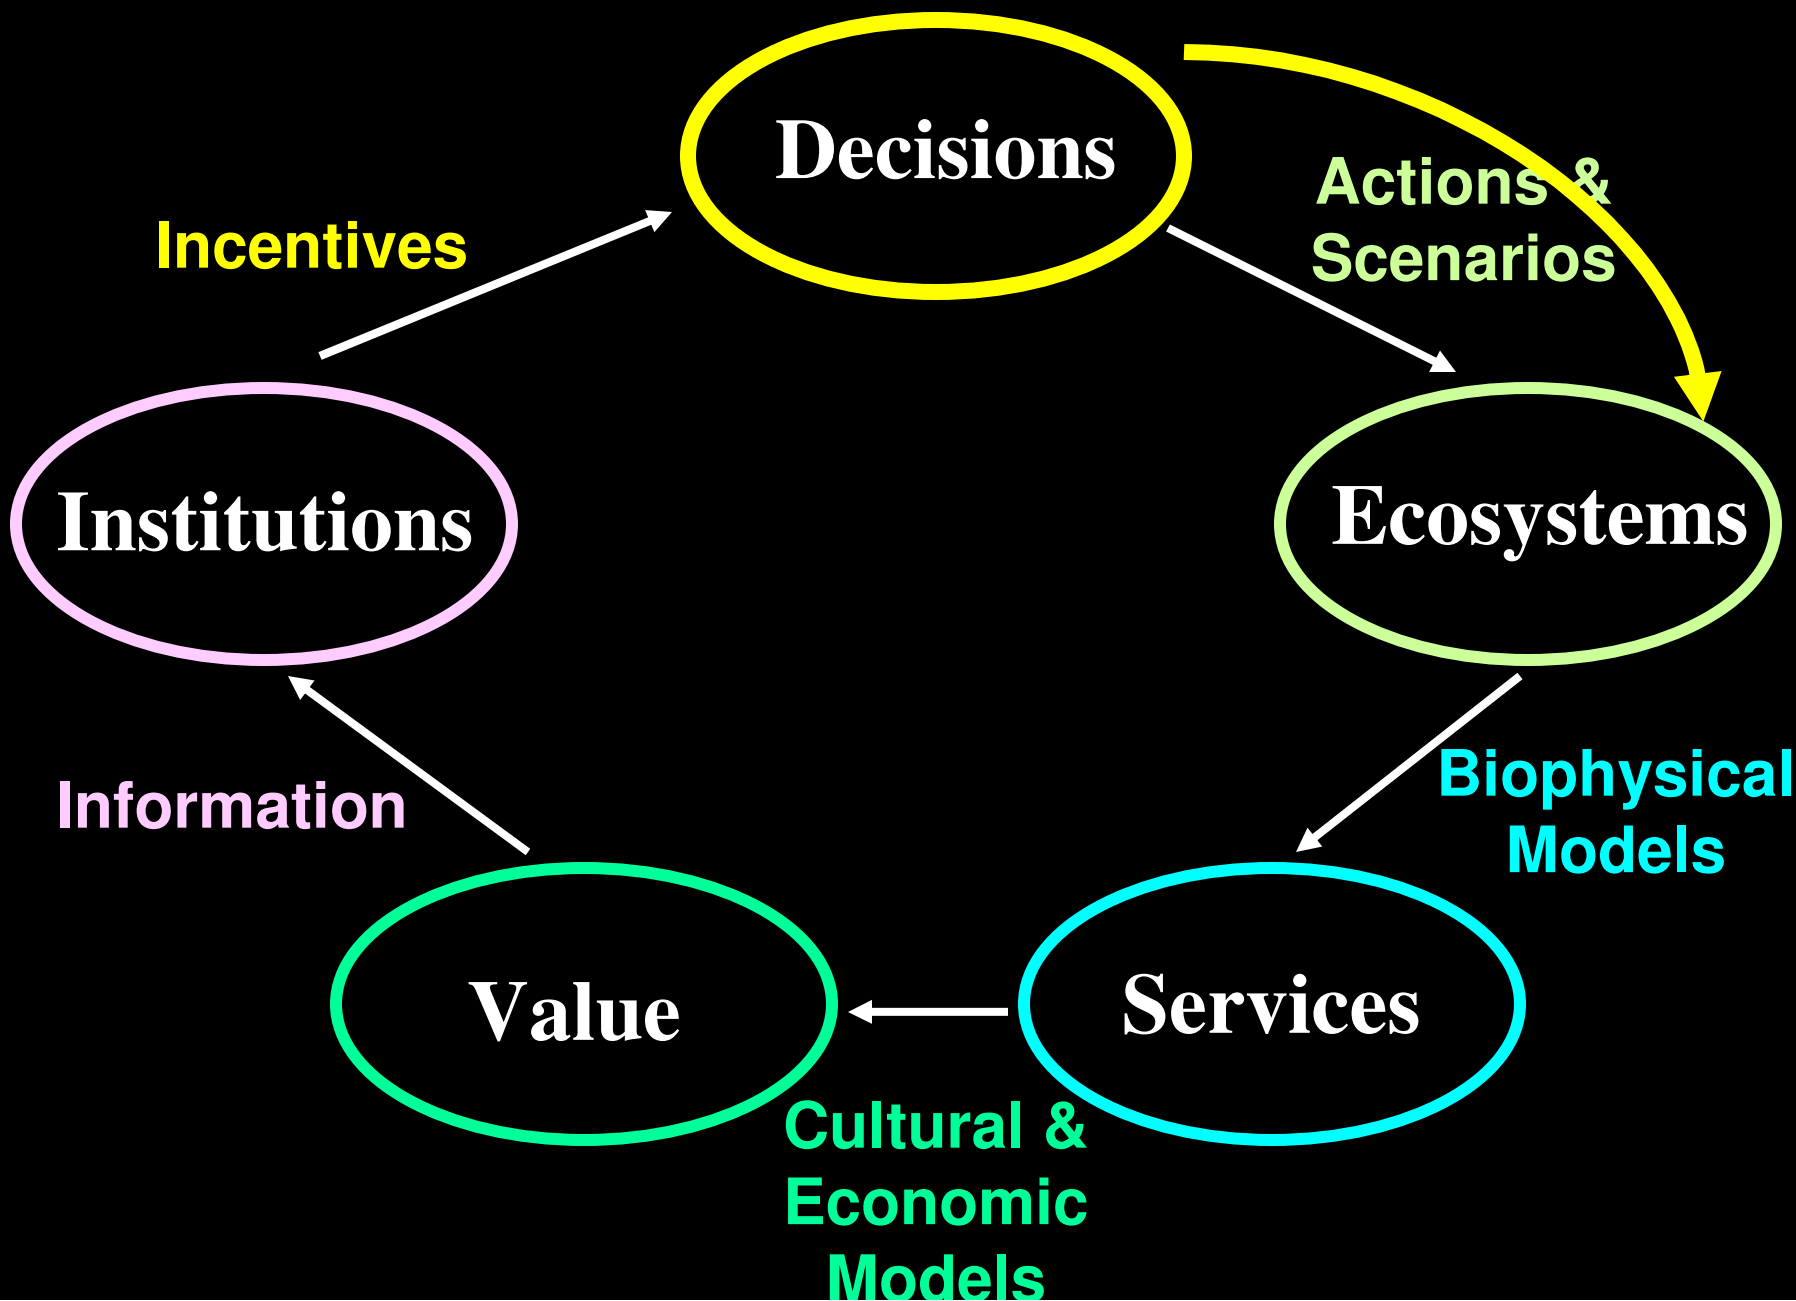 Decisions
Actions &
Scenarios
Incentives
Institutions
Ecosystems
Biophysical
Models
Information
Value
Services
Cultural &
Economic
Models